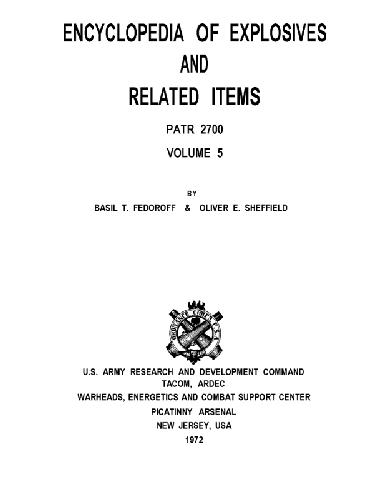 ENCYCLOPEDIA OF EXPLOSIVES
AND
RELATED ITEMS
PATR 2700
VOLUME 5
BY
BASIL T. FEDOROFF & OLIVER E. SHEFFIELD
U.S. ARMY RESEARCH AND DEVELOPMENT COMMAND
TACOM, ARDEC
WARHEADS, ENERGETICS AND COMBAT SUPPORT CENTER
PICATINNY ARSENAL
NEW JERSEY, USA
1972